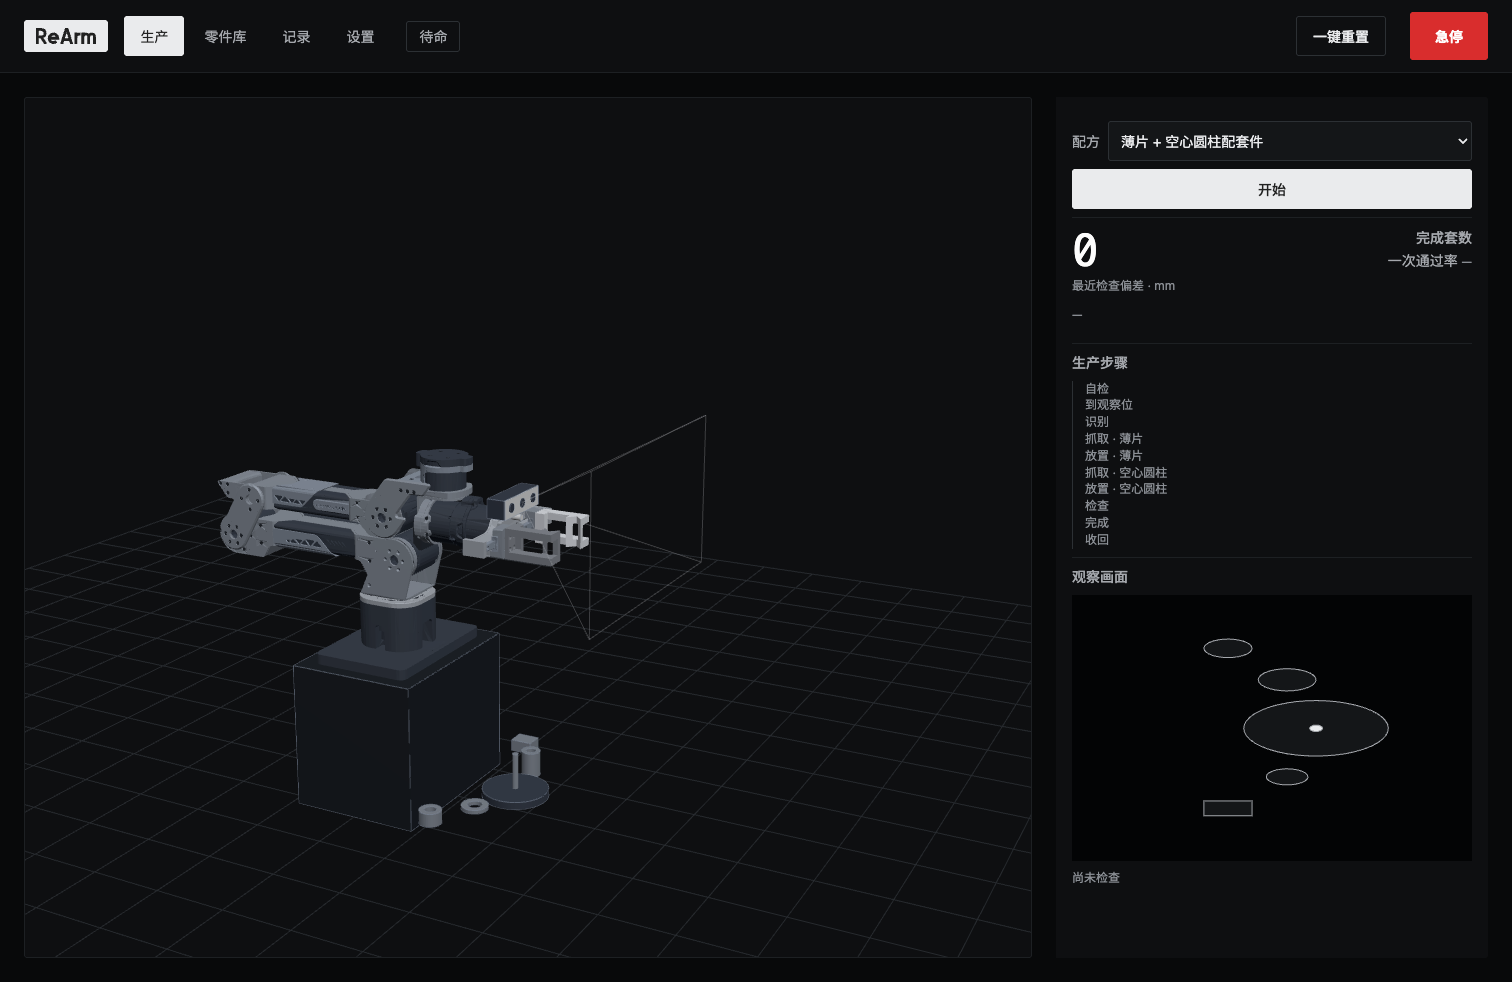 ReArm 生产 零件库 记录 设置 待命 一键重置 急停
配方 薄片 + 空心圆柱配套件
开始
0 完成套数
一次通过率 —
最近检查偏差 · mm
—
生产步骤
自检
到观察位
识别
抓取 · 薄片
放置 · 薄片
抓取 · 空心圆柱
放置 · 空心圆柱
检查
完成
收回
观察画面
尚未检查